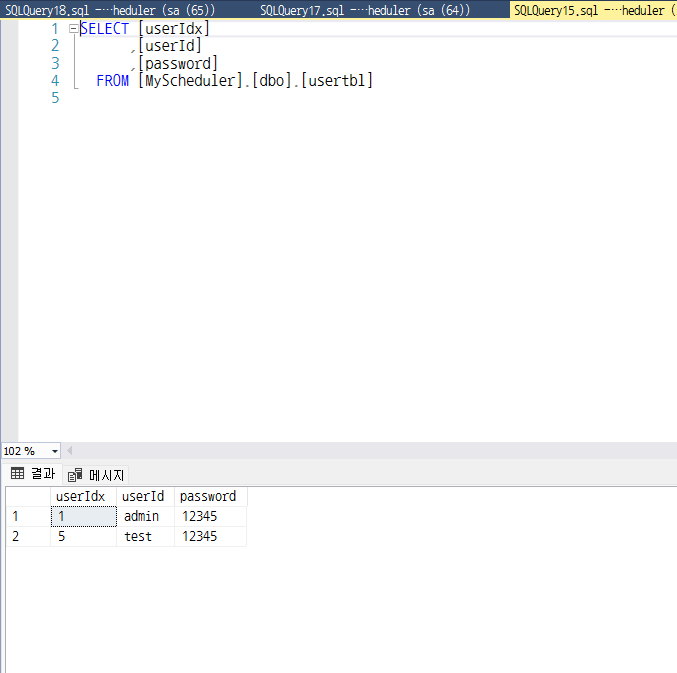 SQLQuery18.sql -⋯heduler (sa (65)) SQLQuery17.sql -⋯heduler (sa (64)) SQLQuery15.sql -⋯heduler (
1 SELECT [userIdx]
2 ,[userId]
3 ,[password]
4 FROM [MyScheduler].[dbo].[usertbl]
5
102 %
결과 메시지
userIdx userId password
1 1 admin 12345
2 5 test 12345